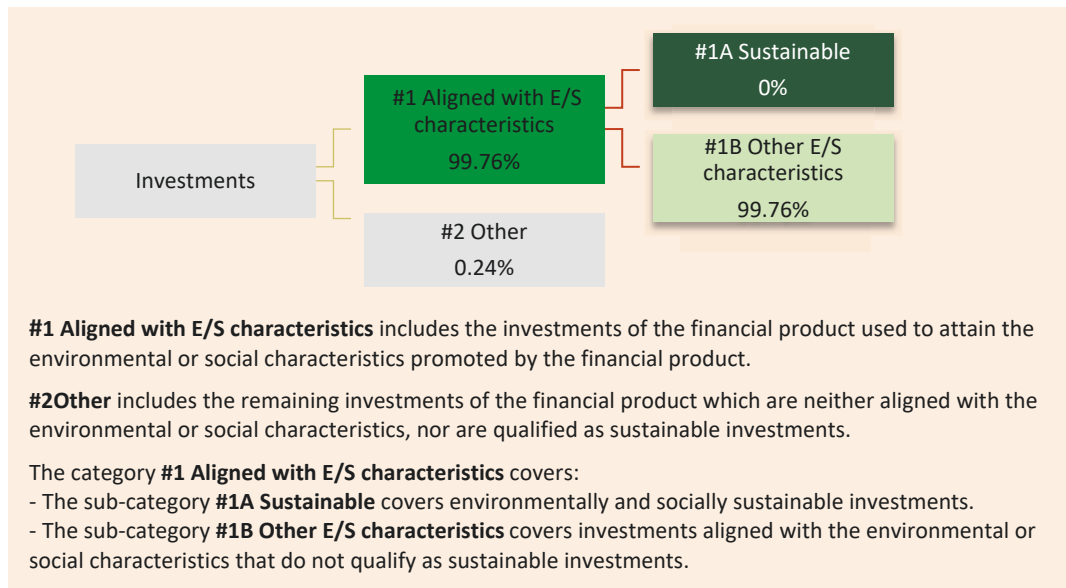 #1A Sustainable
0%
#1 Aligned with E/S
characteristics
99.76%
#1B Other E/S
characteristics
99.76%
Investments
#2 Other
0.24%
#1 Aligned with E/S characteristics includes the investments of the financial product used to attain the
environmental or social characteristics promoted by the financial product.
#2Other includes the remaining investments of the financial product which are neither aligned with the
environmental or social characteristics, nor are qualified as sustainable investments.
The category #1 Aligned with E/S characteristics covers:
- The sub-category #1A Sustainable covers environmentally and socially sustainable investments.
- The sub-category #1B Other E/S characteristics covers investments aligned with the environmental or
social characteristics that do not qualify as sustainable investments.